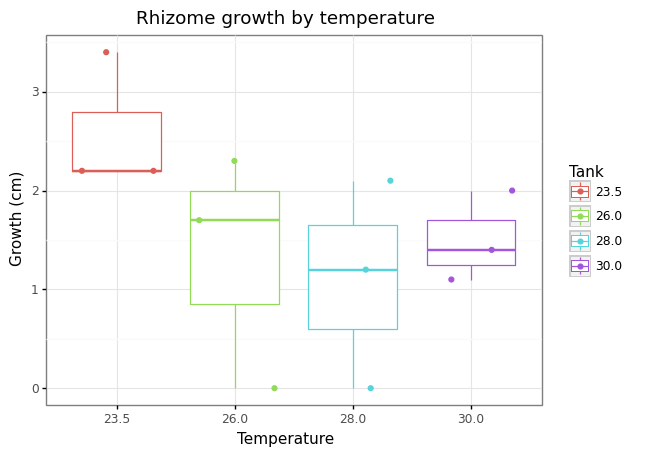 Rhizome growth by temperature
Growth (cm)
3
2
1
0
23.5 26.0 28.0 30.0
Temperature
Tank
23.5
26.0
28.0
30.0